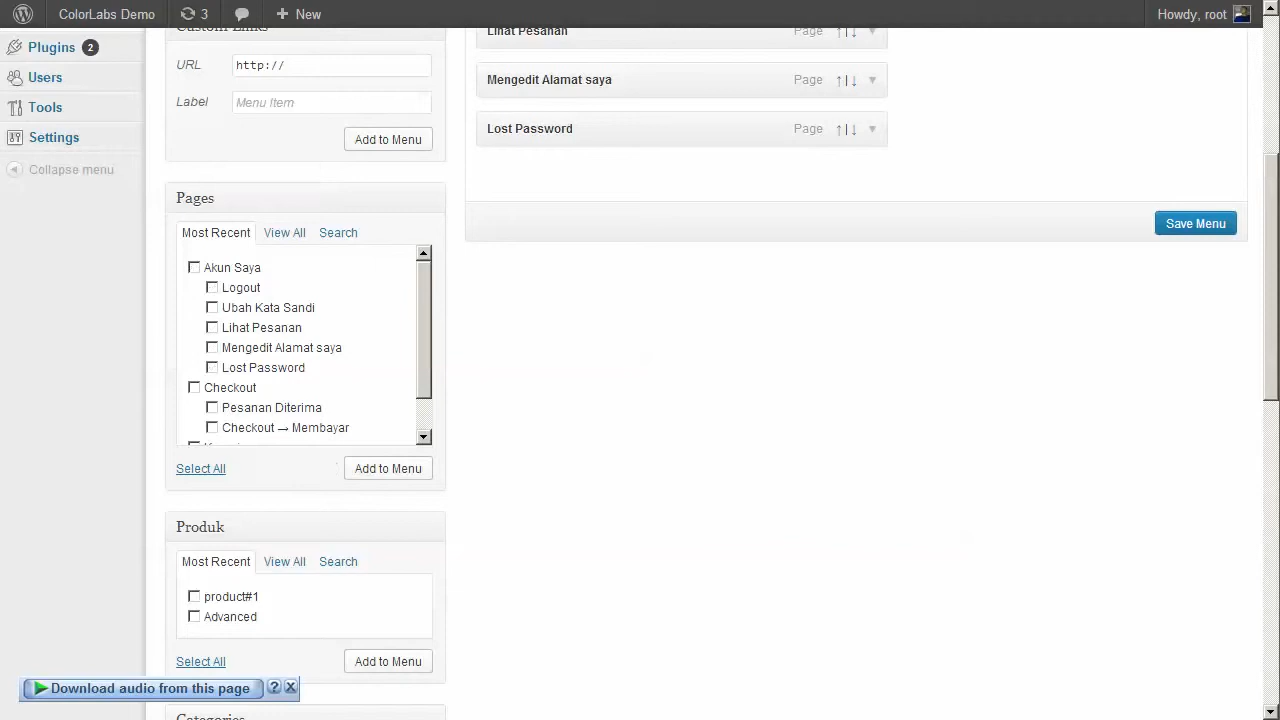 ColorLabs Demo 3 New Howdy, root
Plugins 2
Users
Tools
Settings
Collapse menu
Custom Links
URL http://
Label Menu Item
Add to Menu
Pages
Most Recent View All Search
Akun Saya
Logout
Ubah Kata Sandi
Lihat Pesanan
Mengedit Alamat saya
Lost Password
Checkout
Pesanan Diterima
Checkout → Membayar
Select All Add to Menu
Produk
Most Recent View All Search
product#1
Advanced
Select All Add to Menu
Categories
Lihat Pesanan Page ↑|↓
Mengedit Alamat saya Page ↑|↓
Lost Password Page ↑|↓
Save Menu
Download audio from this page ? X